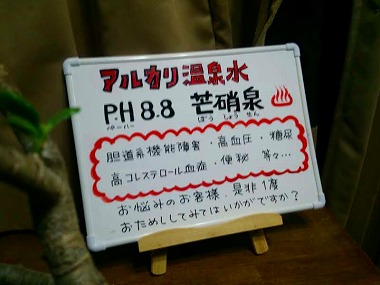 アルカリ温泉水
PH 8.8 芒硝泉
ペーハー ぼう しょう せん
胆道系機能障害・高血圧・糖尿
高コレステロール血症・便秘 等々…
お悩みのお客様、是非1度
おためししてみてはいかがですか？